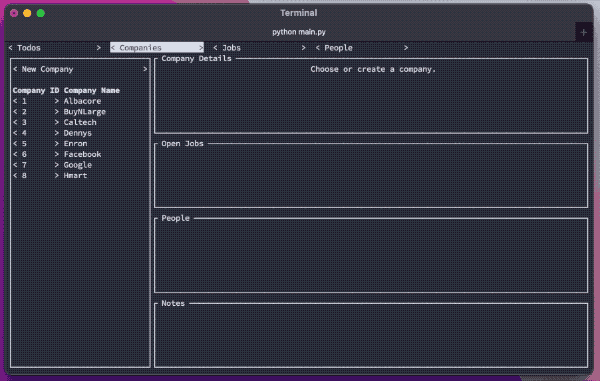 Terminal
python main.py
+
< Todos > < Companies > < Jobs > < People >
< New Company >
Company ID Company Name
< 1 > Albacore
< 2 > BuyNLarge
< 3 > Caltech
< 4 > Dennys
< 5 > Enron
< 6 > Facebook
< 7 > Google
< 8 > Hmart
Company Details
Choose or create a company.
Open Jobs
People
Notes